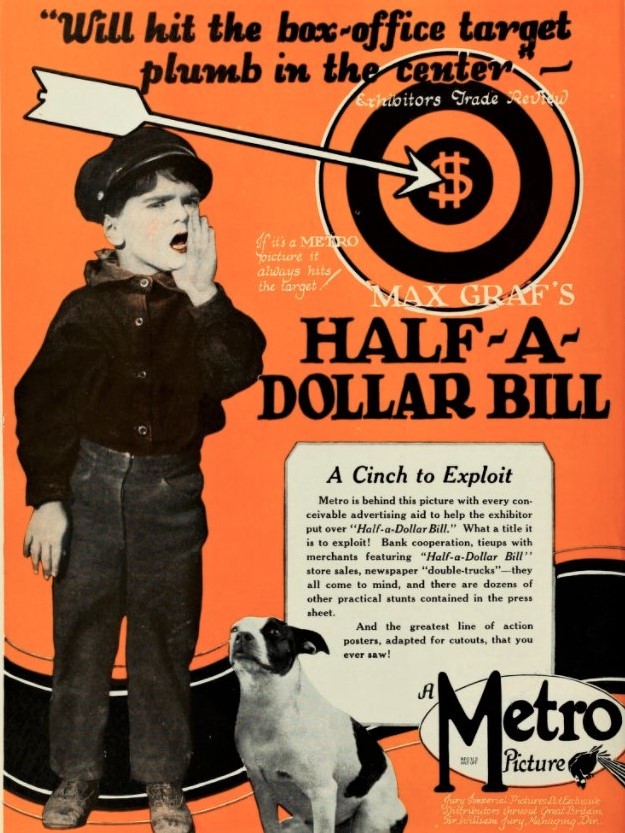 "Will hit the box-office target
plumb in the center" —
Exhibitors Trade Review
$
If it's a METRO
picture it
always hits
the target!
MAX GRAF'S
HALF-A-
DOLLAR BILL
A Cinch to Exploit
Metro is behind this picture with every con-
ceivable advertising aid to help the exhibitor
put over "Half-a-Dollar Bill." What a title it
is to exploit! Bank cooperation, tieups with
merchants featuring "Half-a-Dollar Bill"
store sales, newspaper "double-trucks"—they
all come to mind, and there are dozens of
other practical stunts contained in the press
sheet.
And the greatest line of action
posters, adapted for cutouts, that you
ever saw!
A
Metro
Picture
Jury Imperial Pictures Ltd Exclusive
Distributors thruout Great Britain
Sir William Jury, Managing Dir.